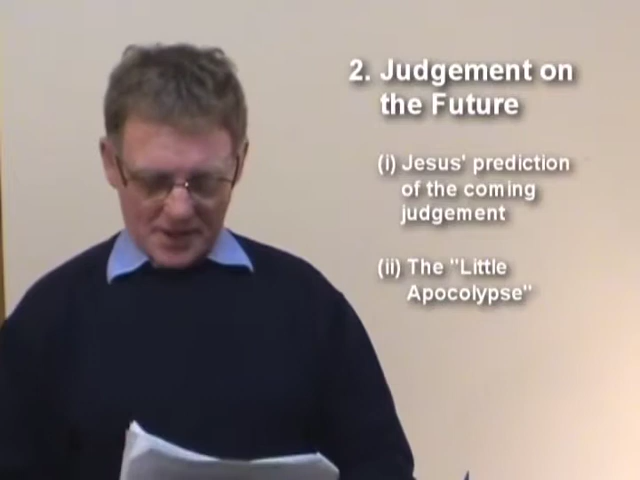 2. Judgement on
the Future
(i) Jesus' prediction
of the coming
judgement
(ii) The "Little
Apocolypse"